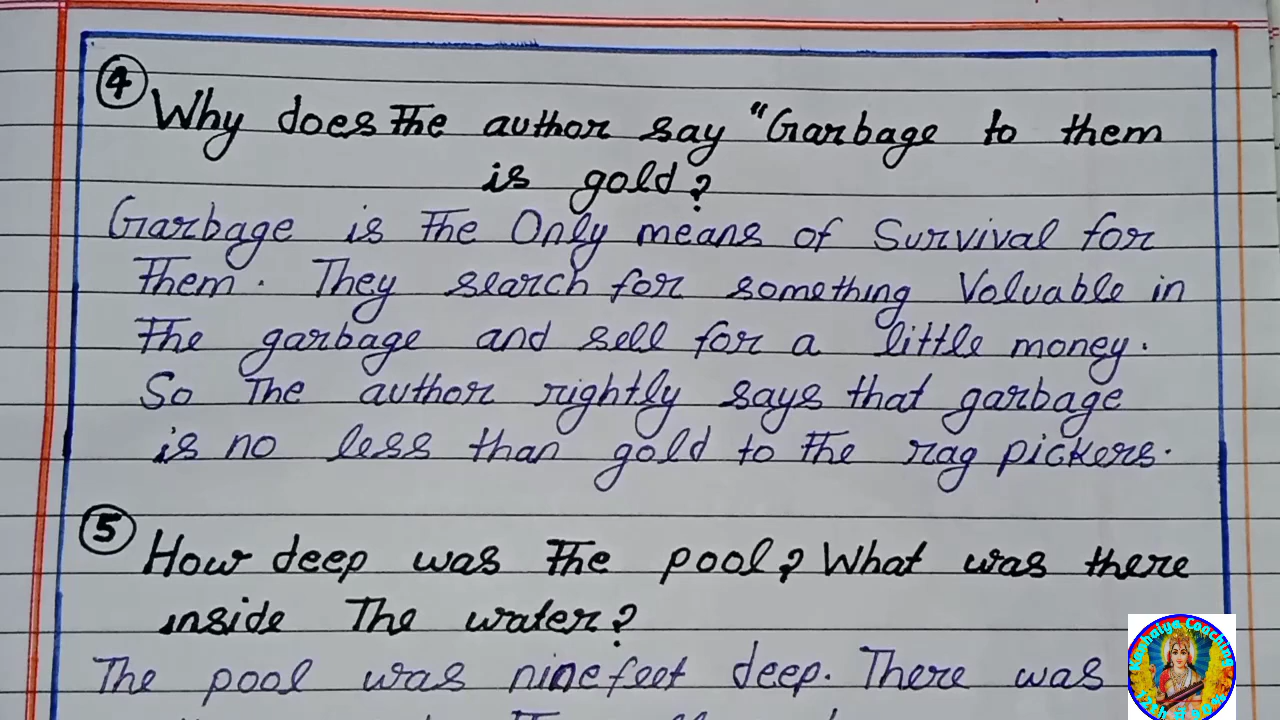 ④
Why does the author say "Garbage to them
is gold?
Garbage is the Only means of Survival for
them. They search for something Valuable in
the garbage and sell for a little money.
So the author rightly says that garbage
is no less than gold to the rag pickers.
⑤
How deep was the pool? What was there
inside The water?
The pool was nine feet deep. There was
Kanhaiya Coaching